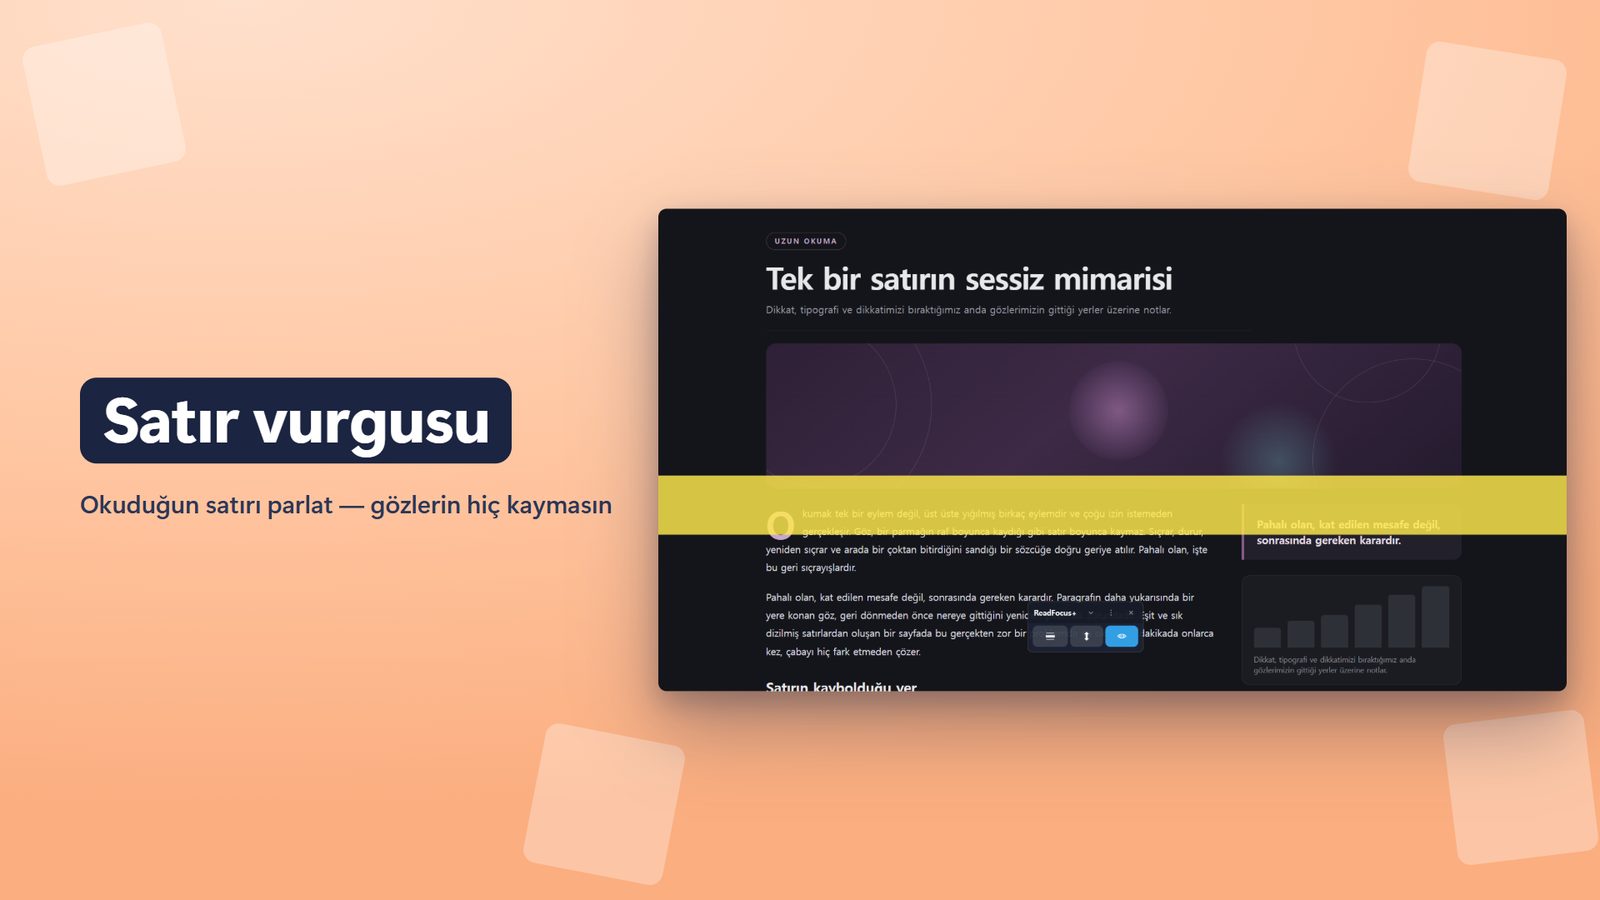 Satır vurgusu
Okuduğun satırı parlat — gözlerin hiç kaymasın
UZUN OKUMA
Tek bir satırın sessiz mimarisi
Dikkat, tipografi ve dikkatimizi bıraktığımız anda gözlerimizin gittiği yerler üzerine notlar.
Okumak tek bir eylem değil, üst üste yığılmış birkaç eylemdir ve çoğu izin istemeden
gerçekleşir. Göz, bir parmağın raf boyunca kaydığı gibi satır boyunca kaymaz. Sıçrar, durur,
yeniden sıçrar ve arada bir çoktan bitirdiğini sandığı bir sözcüğe doğru geriye atılır. Pahalı olan, işte
bu geri sıçrayışlardır.
Pahalı olan, kat edilen mesafe değil, sonrasında gereken karardır. Paragrafın daha yukarısında bir
yere konan göz, geri dönmeden önce nereye gittiğini Eşit ve sık
dizilmiş satırlardan oluşan bir sayfada bu gerçekten zor bir onlarca
kez, çabayı hiç fark etmeden çözer.
Satırın kaybolduğu yer
Pahalı olan, kat edilen mesafe değil,
sonrasında gereken karardır.
Dikkat, tipografi ve dikkatimizi bıraktığımız anda
gözlerimizin gittiği yerler üzerine notlar.
ReadFocus+